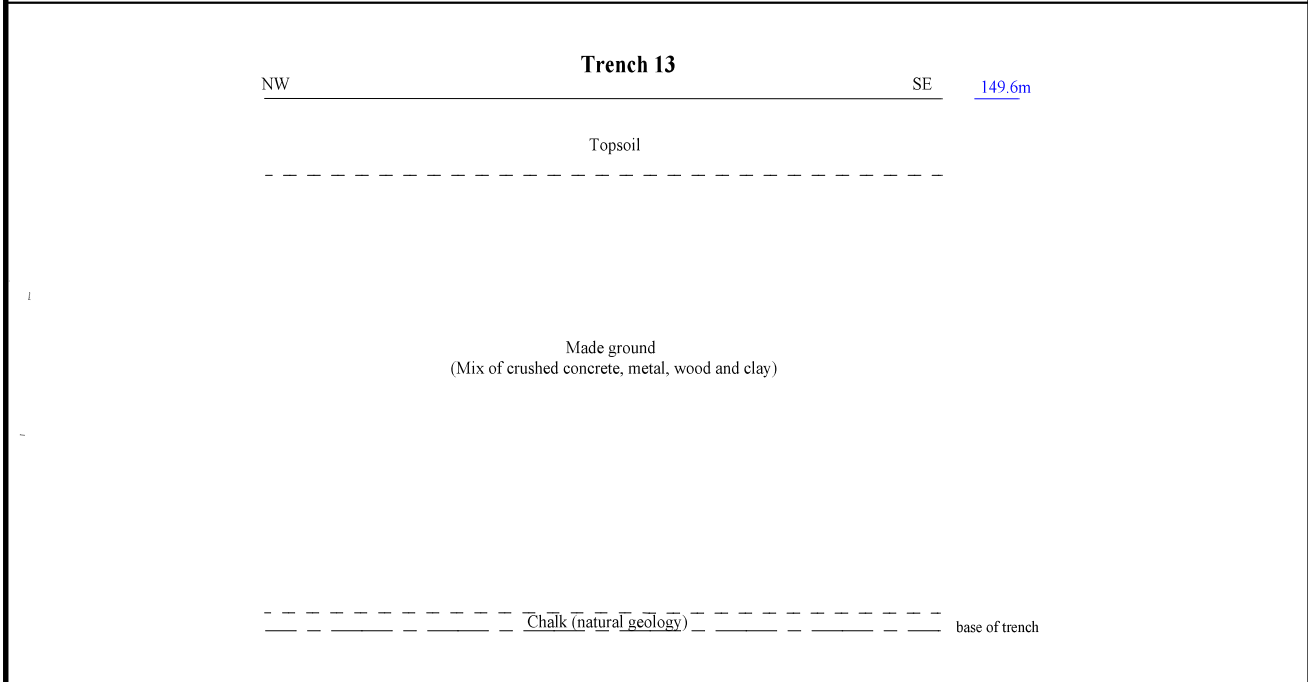 Trench 13
NW
SE
149.6m
Topsoil
Made ground
(Mix of crushed concrete, metal, wood and clay)
Chalk (natural geology)
base of trench